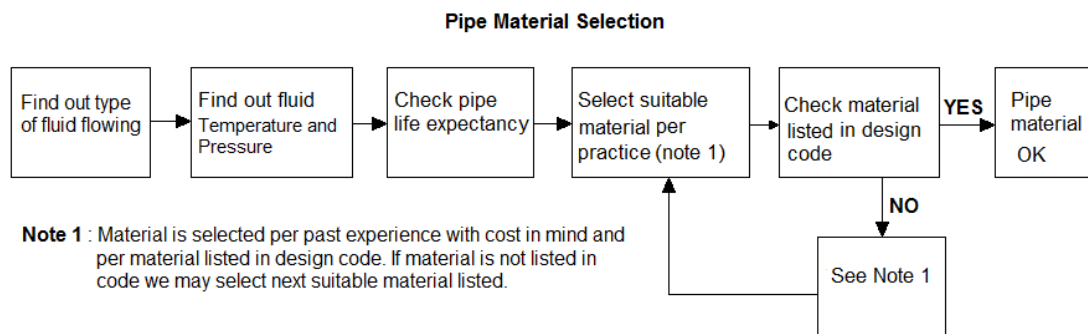 Pipe Material Selection
Find out type
of fluid flowing
Find out fluid
Temperature and
Pressure
Check pipe
life expectancy
Select suitable
material per
practice (note 1)
Check material
listed in design
code
YES
Pipe
material
OK
NO
See Note 1
Note 1 : Material is selected per past experience with cost in mind and
per material listed in design code. If material is not listed in
code we may select next suitable material listed.